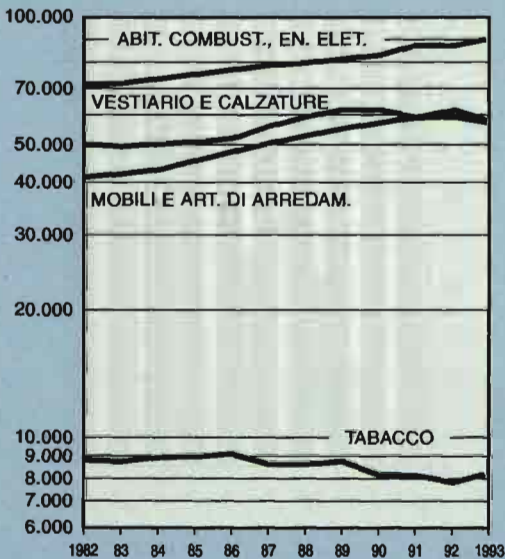 100.000
ABIT. COMBUST., EN. ELET.
70.000
VESTIARIO E CALZATURE
50.000
40.000
MOBILI E ART. DI ARREDAM.
30.000
20.000
10.000
TABACCO
9.000
8.000
7.000
6.000
1982 83 84 85 86 87 88 89 90 91 92 1993